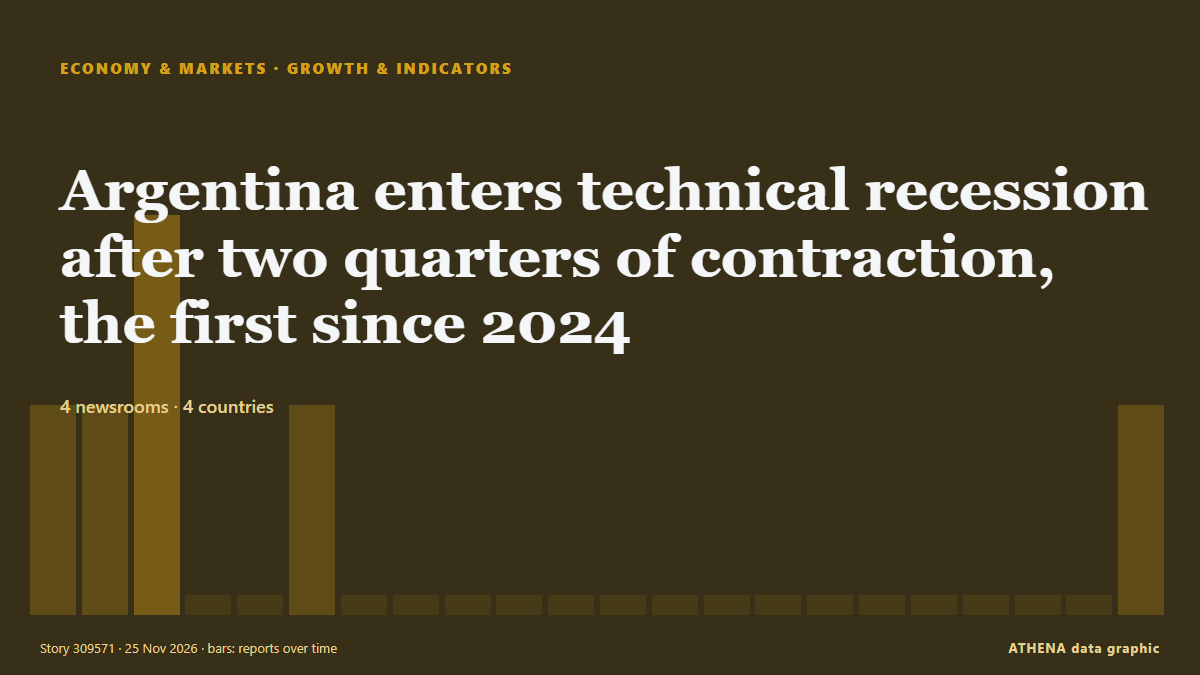 ECONOMY & MARKETS · GROWTH & INDICATORS
Argentina enters technical recession
after two quarters of contraction,
the first since 2024
4 newsrooms · 4 countries
Story 309571 · 25 Nov 2026 · bars: reports over time
ATHENA data graphic